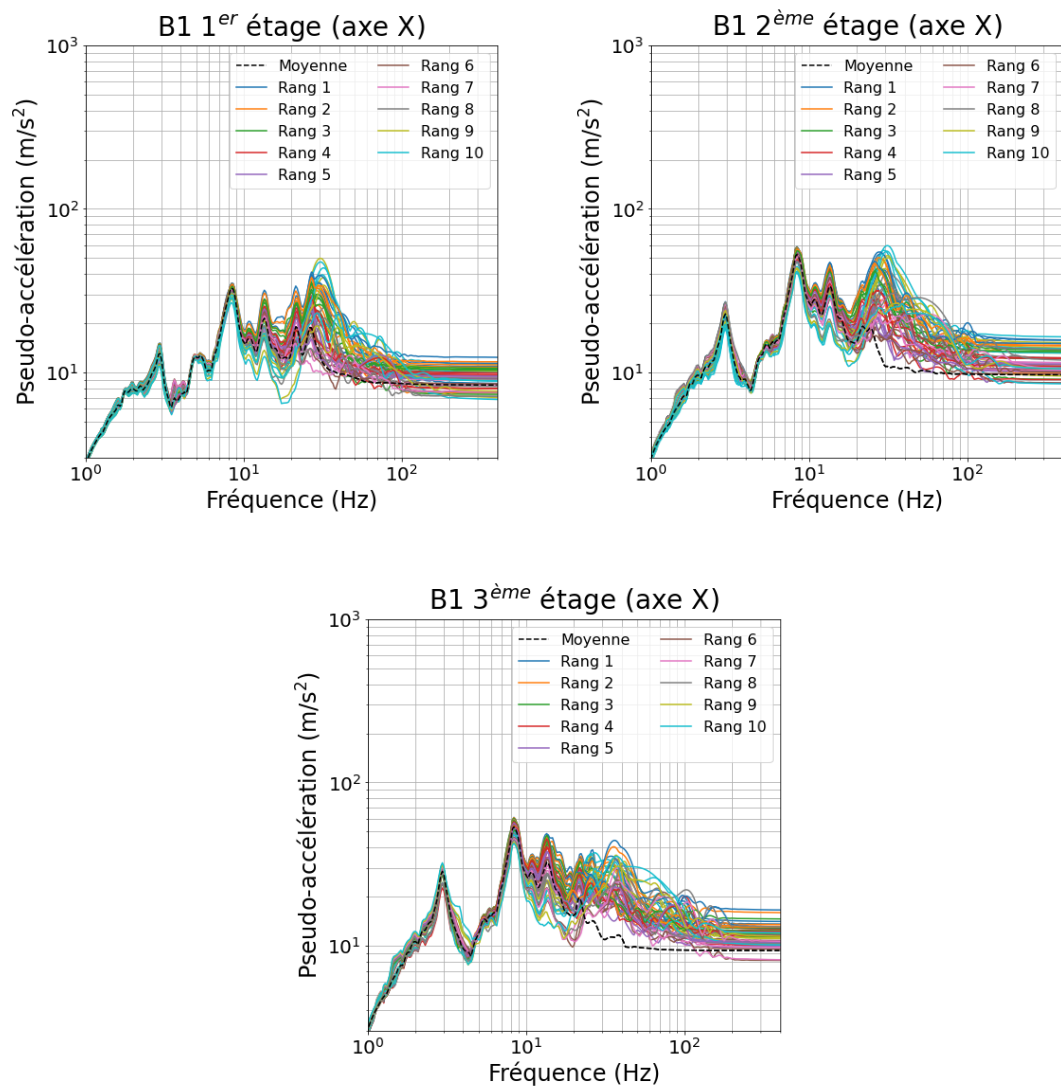 B1 1er étage (axe X)
10³
Moyenne
Rang 1
Rang 2
Rang 3
Rang 4
Rang 5
Rang 6
Rang 7
Rang 8
Rang 9
Rang 10
Pseudo-accélération (m/s²)
10²
10¹
10⁰ 10¹ 10²
Fréquence (Hz)
B1 2ème étage (axe X)
10³
Moyenne
Rang 1
Rang 2
Rang 3
Rang 4
Rang 5
Rang 6
Rang 7
Rang 8
Rang 9
Rang 10
Pseudo-accélération (m/s²)
10²
10¹
10⁰ 10¹ 10²
Fréquence (Hz)
B1 3ème étage (axe X)
10³
Moyenne
Rang 1
Rang 2
Rang 3
Rang 4
Rang 5
Rang 6
Rang 7
Rang 8
Rang 9
Rang 10
Pseudo-accélération (m/s²)
10²
10¹
10⁰ 10¹ 10²
Fréquence (Hz)